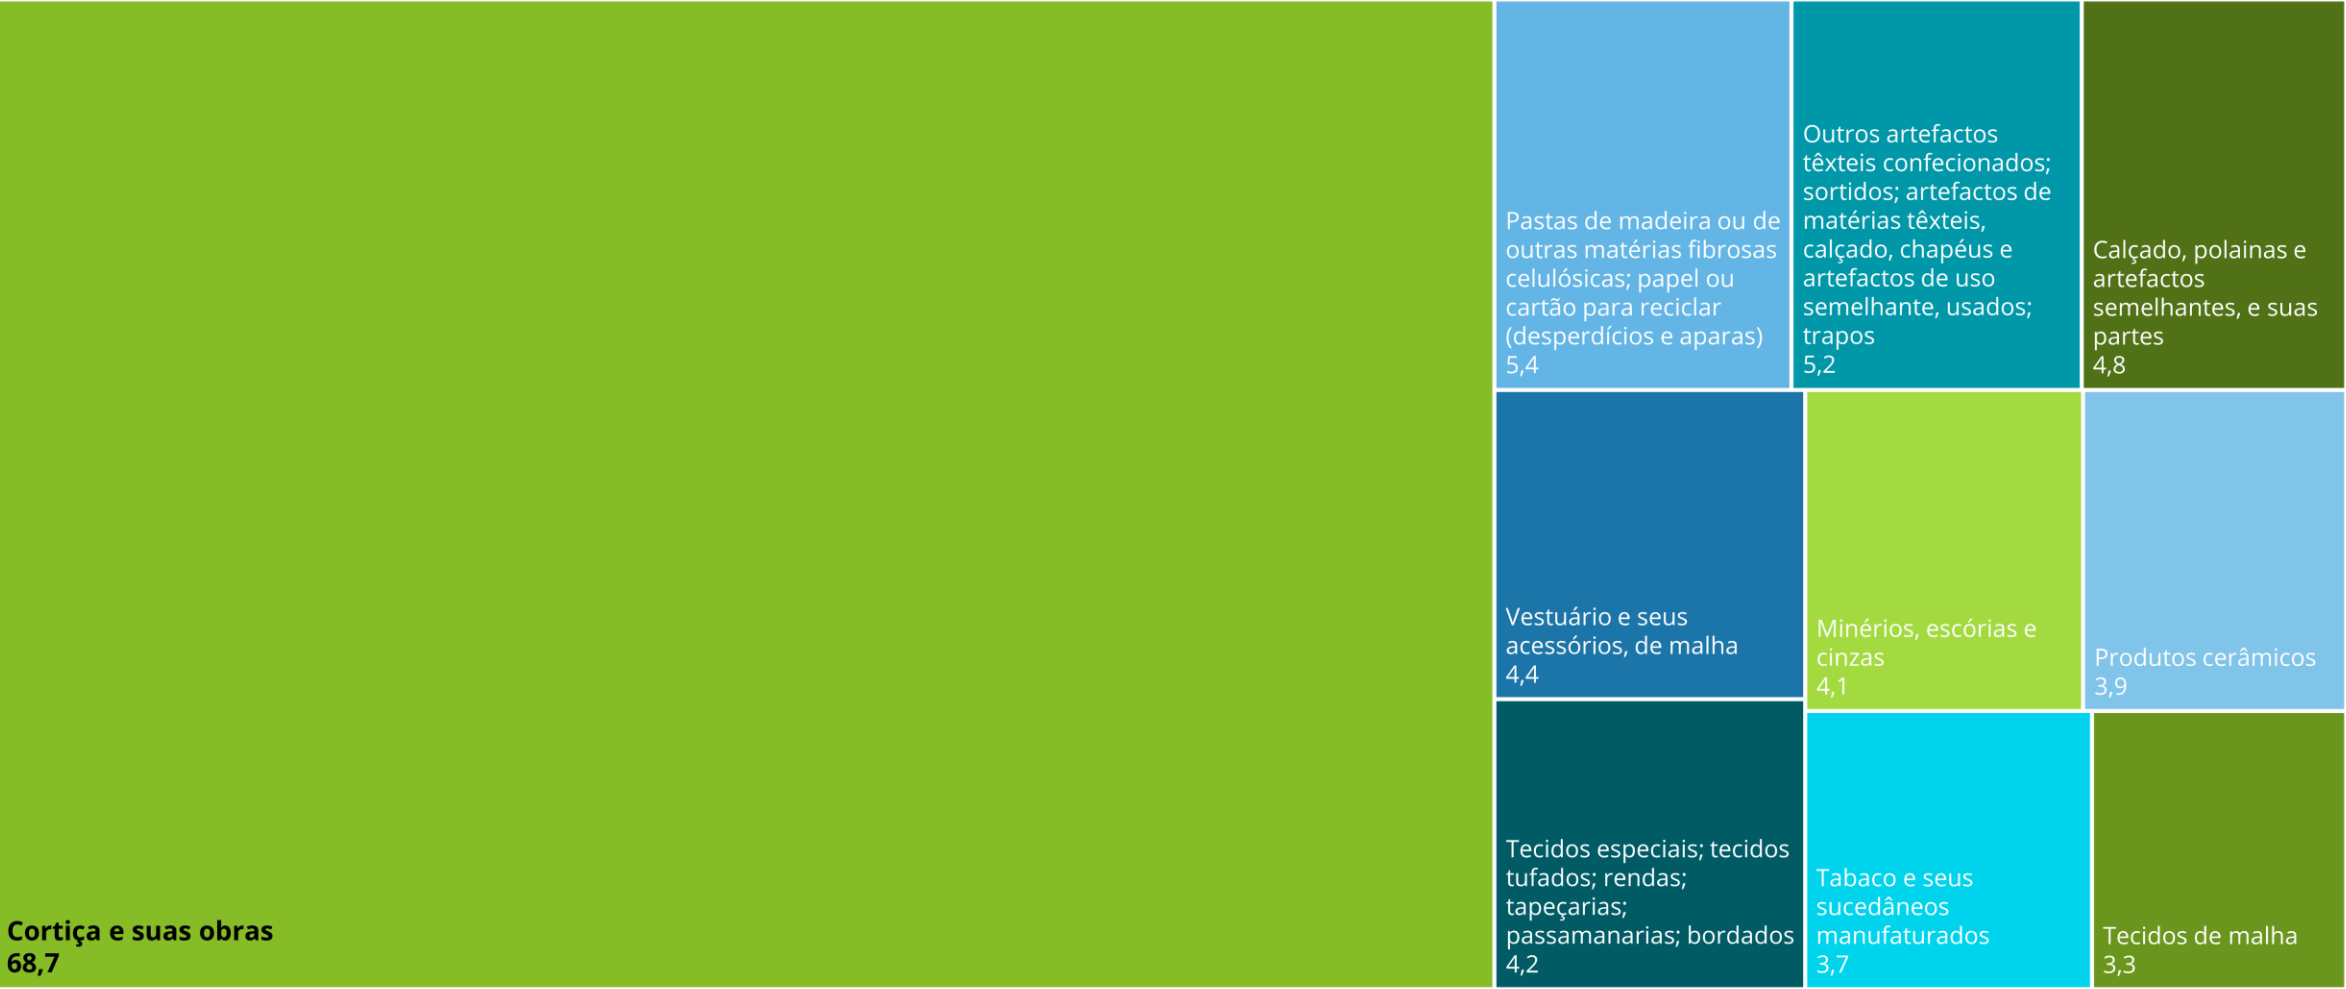 Cortiça e suas obras
68,7
Pastas de madeira ou de
outras matérias fibrosas
celulósicas; papel ou
cartão para reciclar
(desperdícios e aparas)
5,4
Outros artefactos
têxteis confecionados;
sortidos; artefactos de
matérias têxteis,
calçado, chapéus e
artefactos de uso
semelhante, usados;
trapos
5,2
Calçado, polainas e
artefactos
semelhantes, e suas
partes
4,8
Vestuário e seus
acessórios, de malha
4,4
Minérios, escórias e
cinzas
4,1
Produtos cerâmicos
3,9
Tecidos especiais; tecidos
tufados; rendas;
tapeçarias;
passamanarias; bordados
4,2
Tabaco e seus
sucedâneos
manufaturados
3,7
Tecidos de malha
3,3